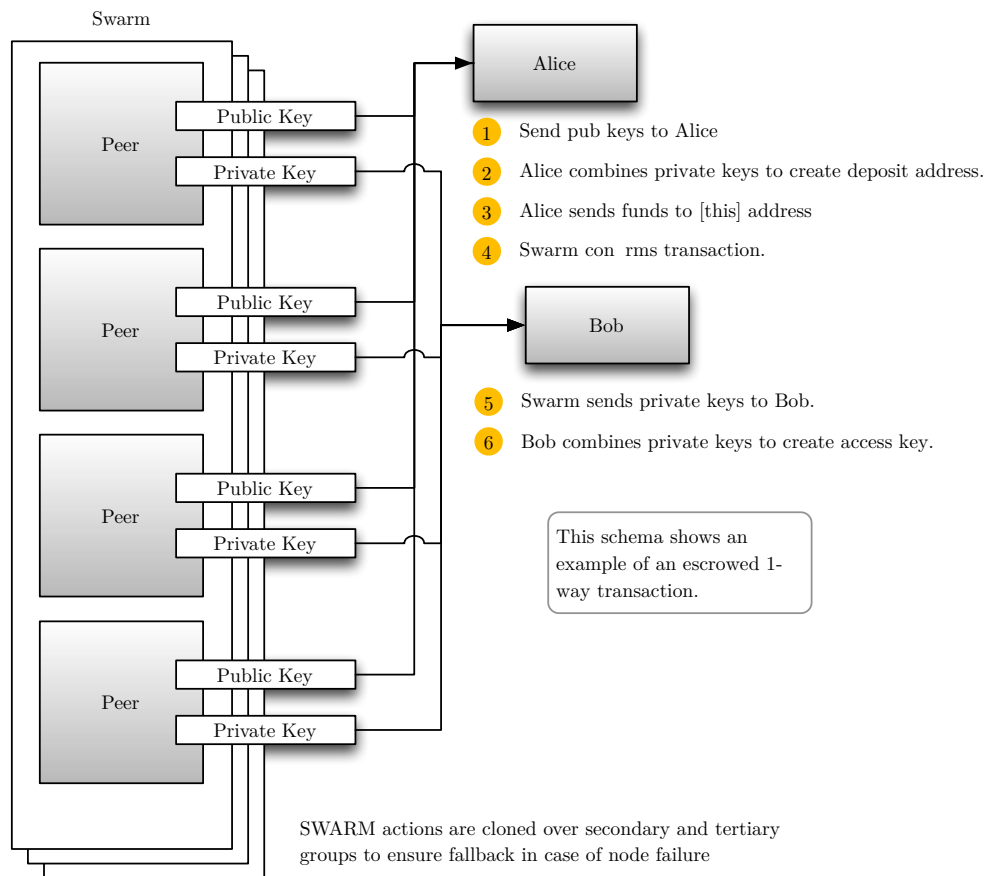 Swarm
Peer
Public Key
Private Key
Peer
Public Key
Private Key
Peer
Public Key
Private Key
Peer
Public Key
Private Key
Alice
1 Send pub keys to Alice
2 Alice combines private keys to create deposit address.
3 Alice sends funds to [this] address
4 Swarm con rms transaction.
Bob
5 Swarm sends private keys to Bob.
6 Bob combines private keys to create access key.
This schema shows an
example of an escrowed 1-
way transaction.
SWARM actions are cloned over secondary and tertiary
groups to ensure fallback in case of node failure